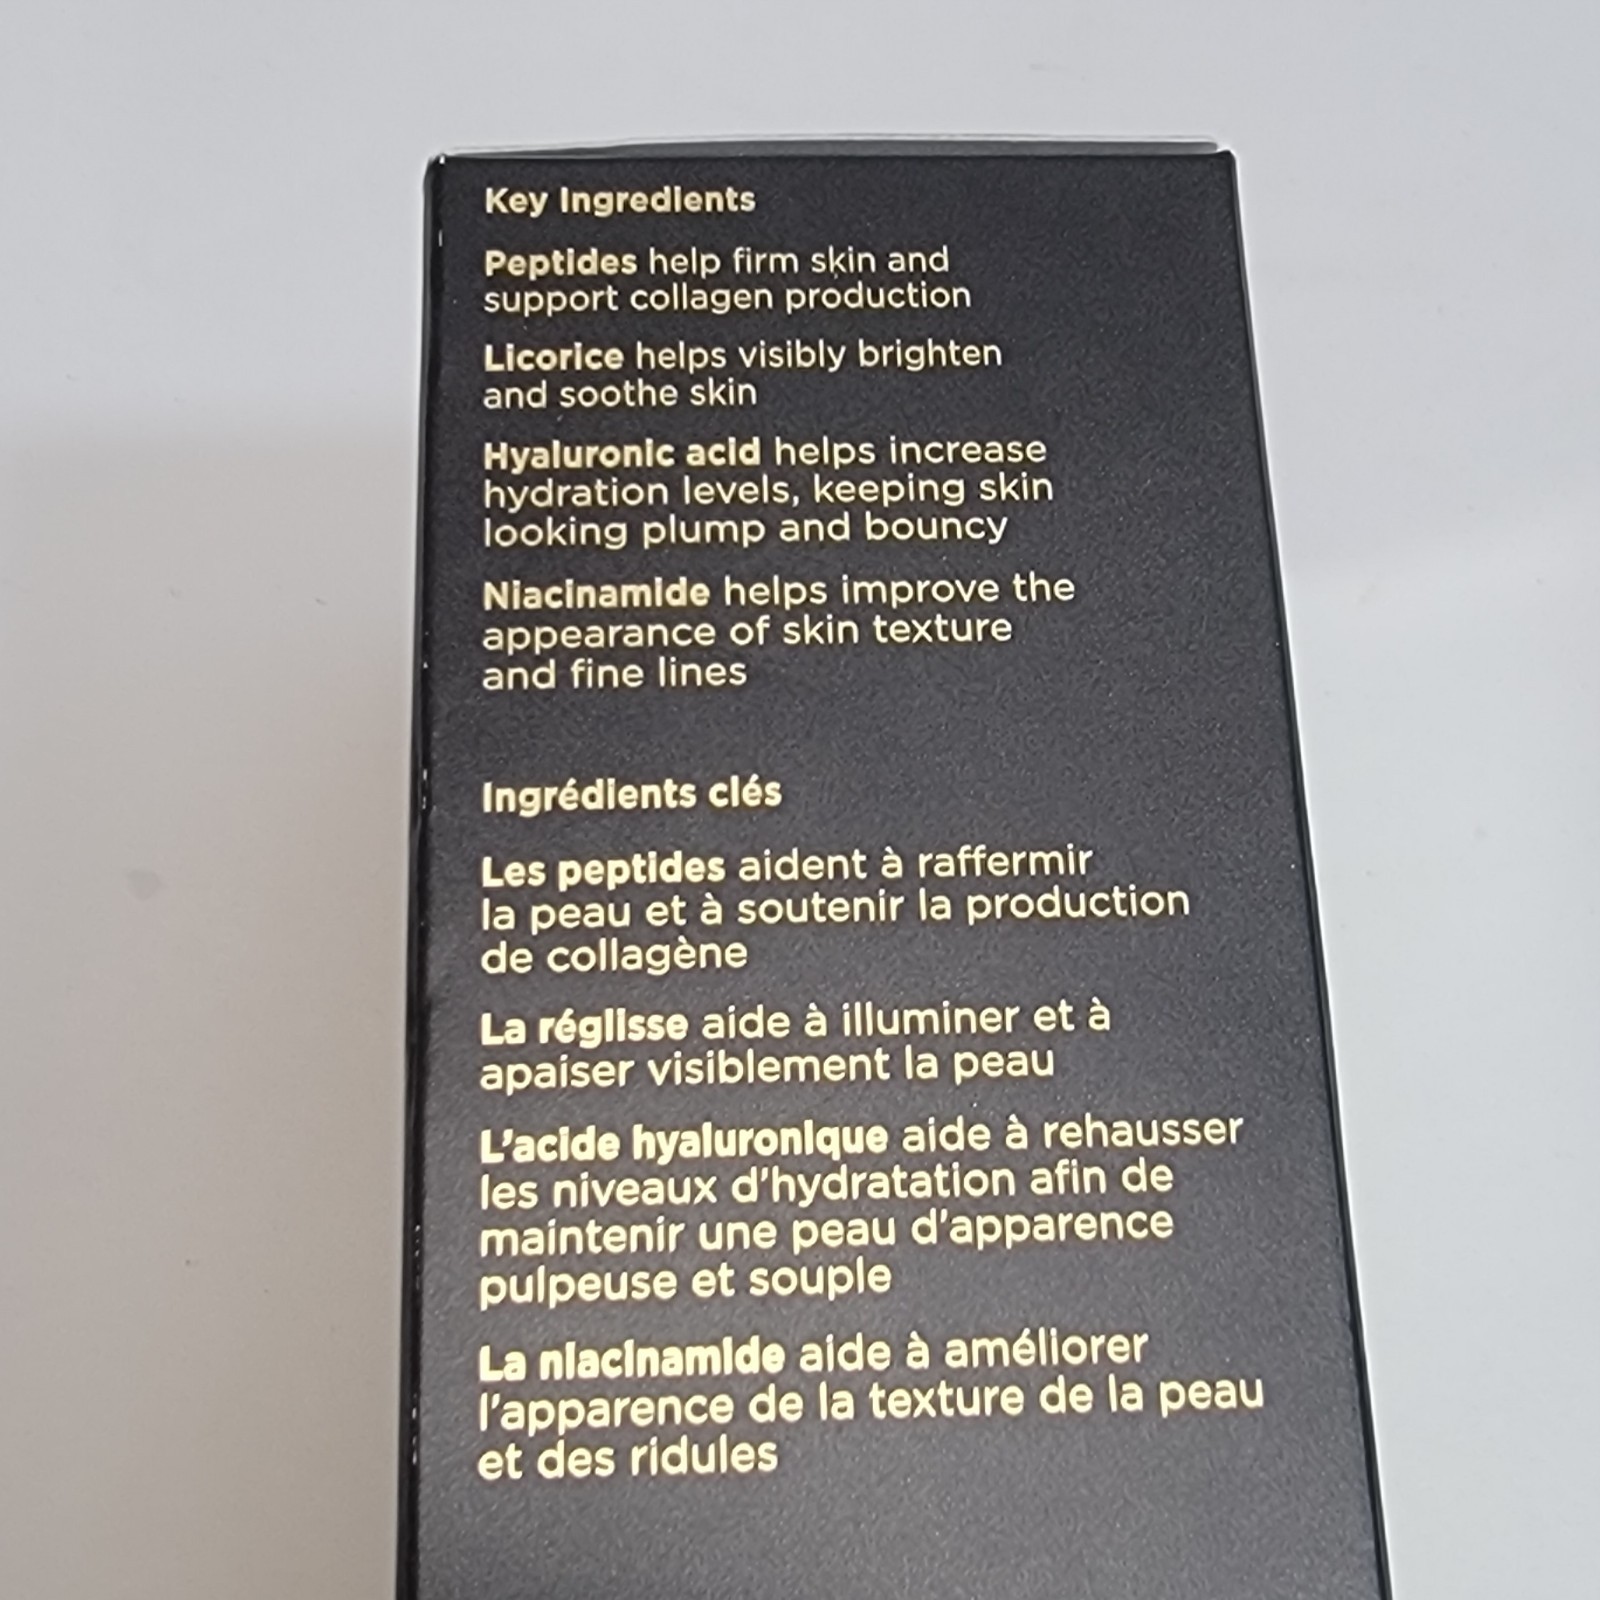 Key Ingredients
Peptides help firm skin and
support collagen production
Licorice helps visibly brighten
and soothe skin
Hyaluronic acid helps increase
hydration levels, keeping skin
looking plump and bouncy
Niacinamide helps improve the
appearance of skin texture
and fine lines
Ingrédients clés
Les peptides aident à raffermir
la peau et à soutenir la production
de collagène
La réglisse aide à illuminer et à
apaiser visiblement la peau
L'acide hyaluronique aide à rehausser
les niveaux d'hydratation afin de
maintenir une peau d'apparence
pulpeuse et souple
La niacinamide aide à améliorer
l'apparence de la texture de la peau
et des ridules